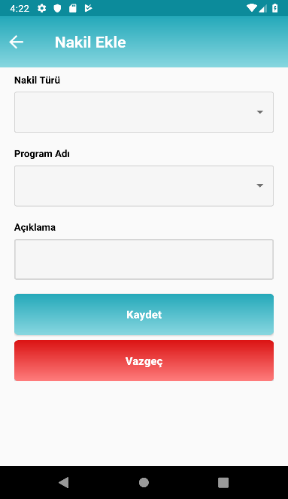 4:22
Nakil Ekle
Nakil Türü
Program Adı
Açıklama
Kaydet
Vazgeç